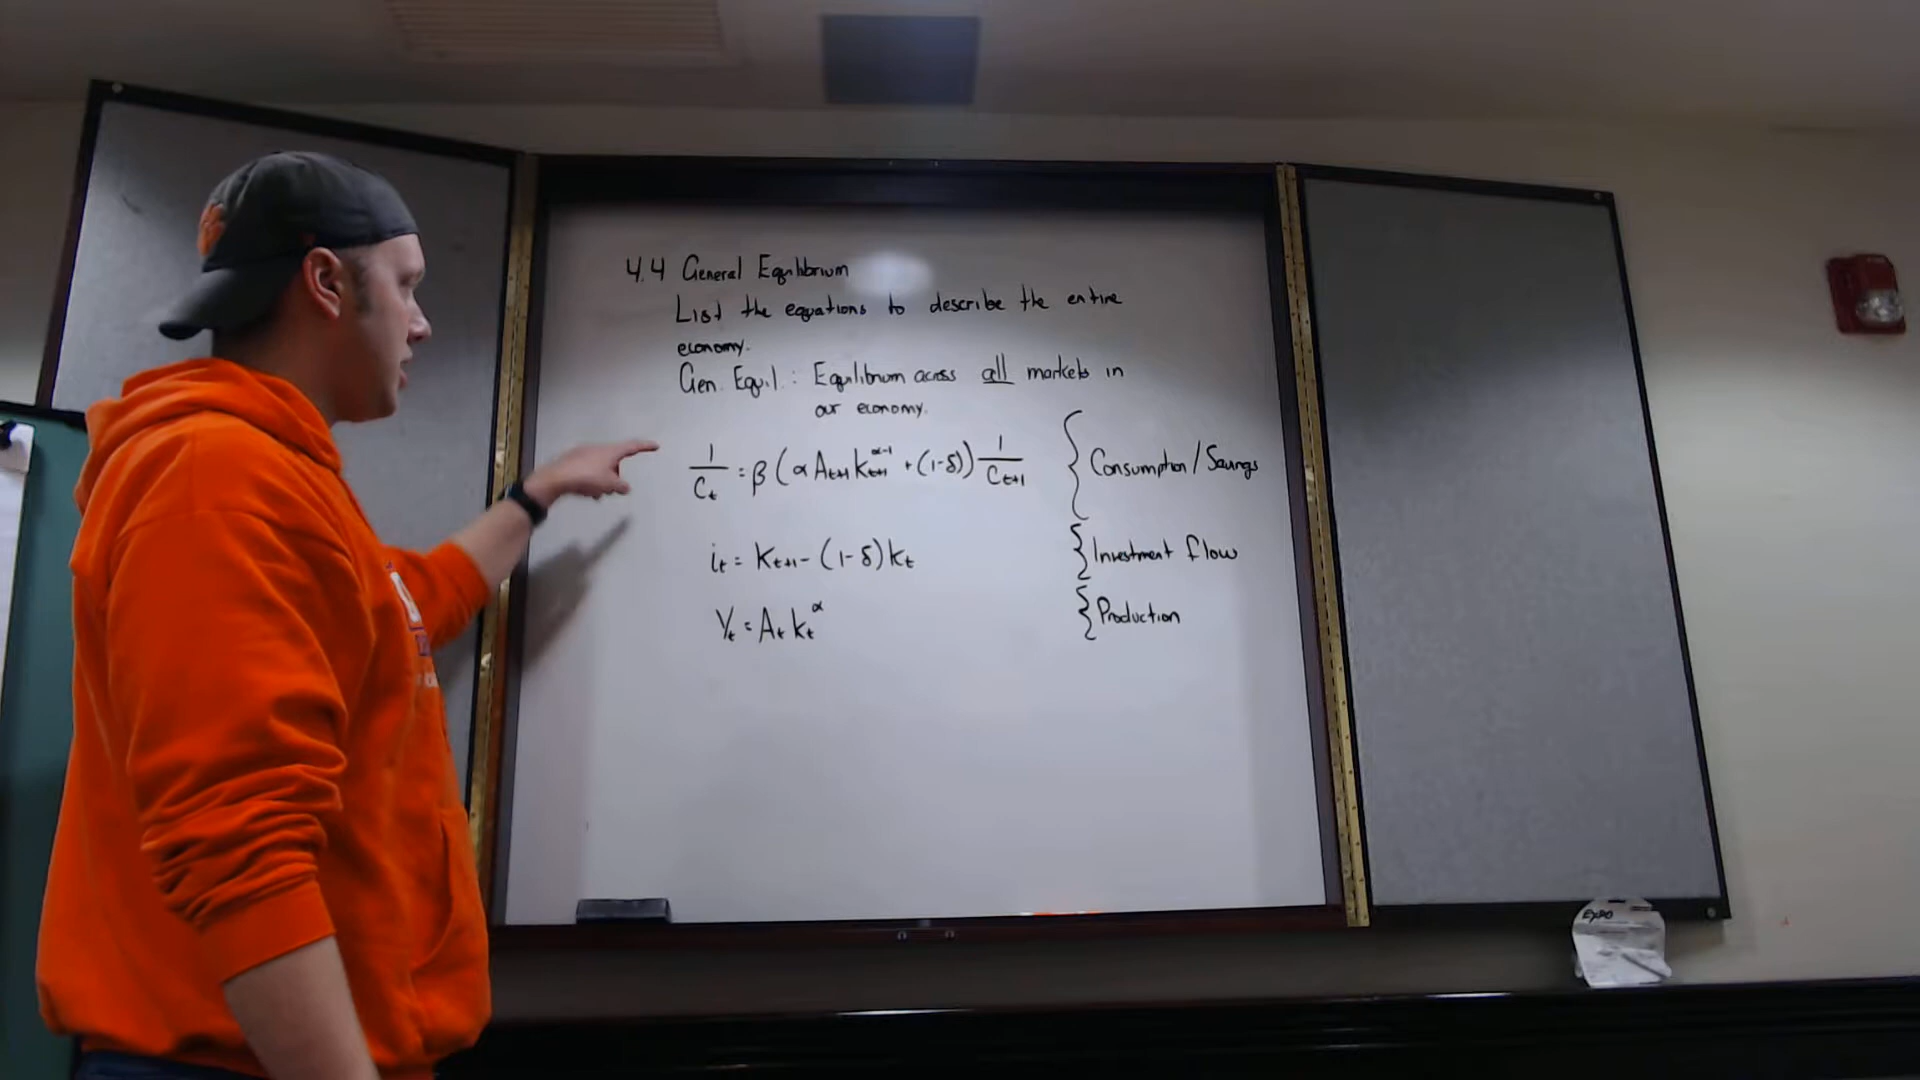 4.4 General Equilibrium
List the equations to describe the entire
economy.
Gen. Equil. : Equilibrium across all markets in
our economy.
1/C_t = β(αA_{t+1}k_{t+1}^{α-1} + (1-δ)) 1/C_{t+1} { Consumption/Savings
i_t = K_{t+1} - (1-δ)k_t { Investment flow
Y_t = A_t k_t^α { Production
EXPO